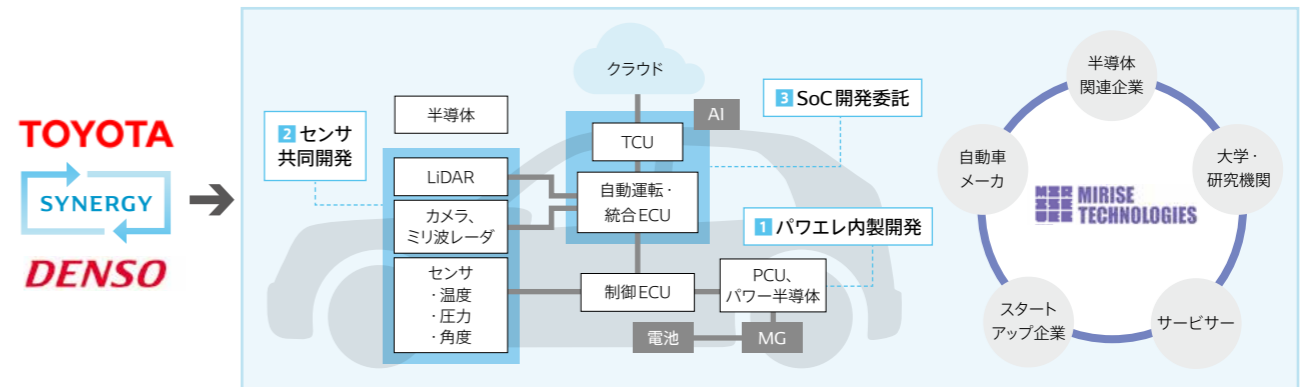 TOYOTA
SYNERGY
DENSO
2 センサ
共同開発
半導体
LiDAR
カメラ、
ミリ波レーダ
センサ
・温度
・圧力
・角度
クラウド
TCU
自動運転・
統合ECU
制御ECU
電池
AI
3 SoC開発委託
1 パワエレ内製開発
PCU、
パワー半導体
MG
半導体
関連企業
自動車
メーカ
大学・
研究機関
MIRISE
TECHNOLOGIES
スタート
アップ企業
サービサー